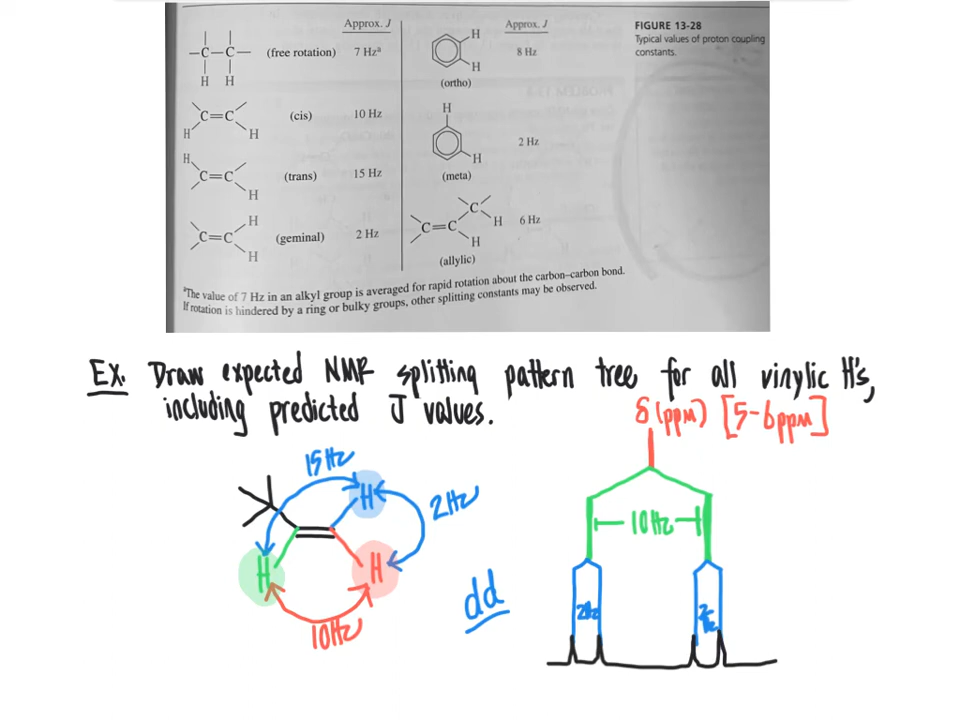 Approx. J
H
(free rotation) 7 Hzª
C C
H H
C=C
(cis) 10 Hz
H H
H
C=C
(trans) 15 Hz
H
H
C=C
(geminal) 2 Hz
H
Approx. J
H
8 Hz
H
(ortho)
H
2 Hz
H
(meta)
C
H 6 Hz
C=C
H
(allylic)
FIGURE 13-28
Typical values of proton coupling
constants.
ªThe value of 7 Hz in an alkyl group is averaged for rapid rotation about the carbon–carbon bond.
If rotation is hindered by a ring or bulky groups, other splitting constants may be observed.
Ex. Draw expected NMR splitting pattern tree for all vinylic H's,
including predicted J values.
δ(ppm) [5-6ppm]
15Hz
H
2Hz
H
H
10Hz
dd
10Hz
2Hz
2Hz